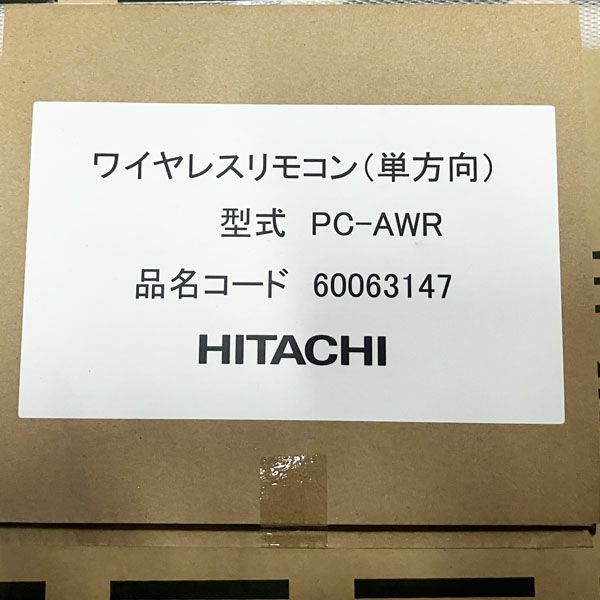 ワイヤレスリモコン(単方向)
型式 PC-AWR
品名コード 60063147
HITACHI